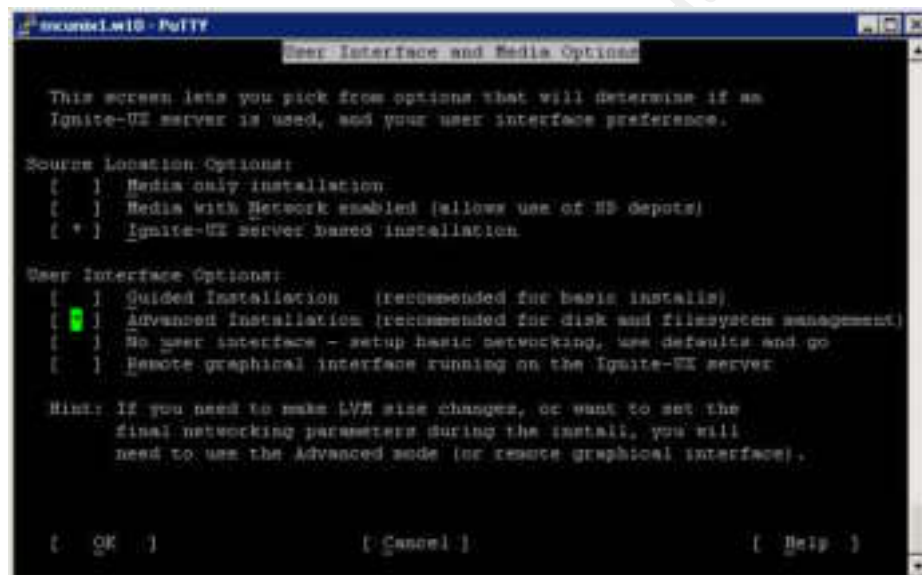 mcunix1.w10 - PuTTY
User Interface and Media Options
This screen lets you pick from options that will determine if an
Ignite-UX server is used, and your user interface preference.
Source Location Options:
[   ] Media only installation
[   ] Media with Network enabled (allows use of SD depots)
[ * ] Ignite-UX server based installation
User Interface Options:
[   ] Guided Installation (recommended for basic installs)
[ * ] Advanced Installation (recommended for disk and filesystem management)
[   ] No user interface - setup basic networking, use defaults and go
[   ] Remote graphical interface running on the Ignite-UX server
Hint: If you need to make LVM size changes, or want to set the
final networking parameters during the install, you will
need to use the Advanced mode (or remote graphical interface).
[ OK ] [ Cancel ] [ Help ]